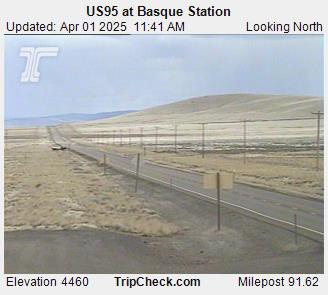 US95 at Basque Station
Updated: Apr 01 2025 11:41 AM Looking North
Elevation 4460 TripCheck.com Milepost 91.62